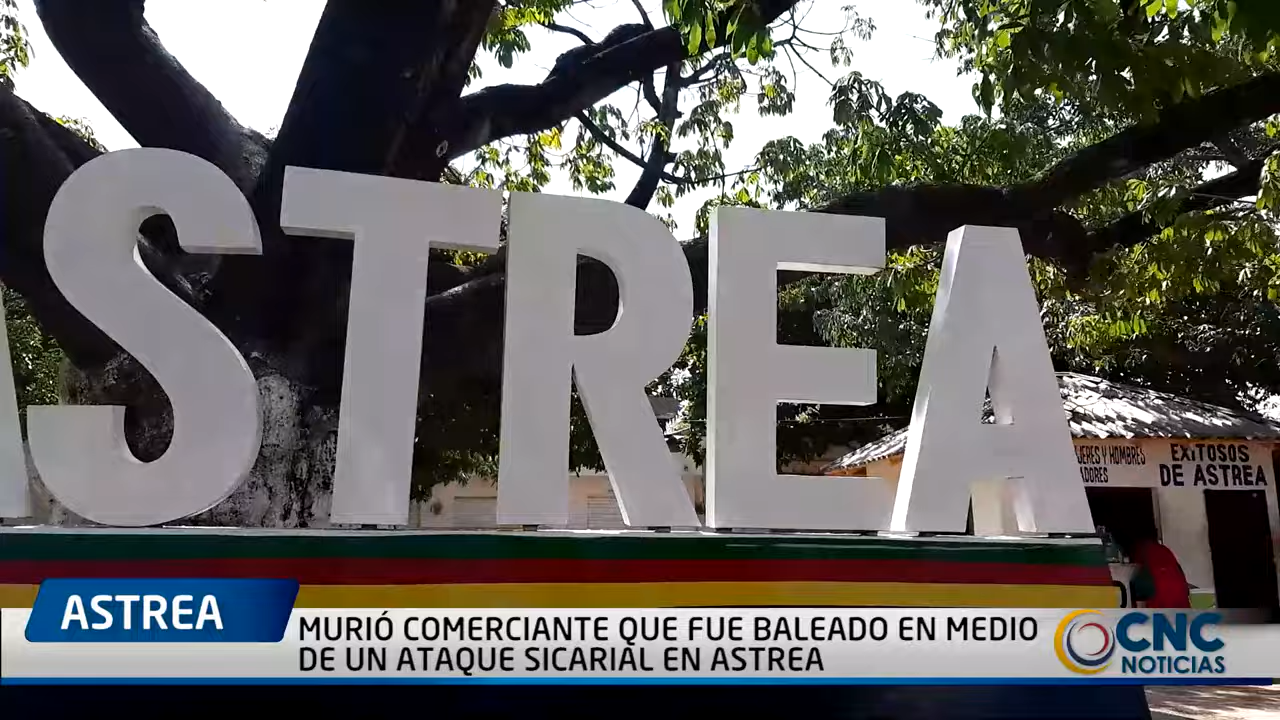 ASTREA
JERES Y HOMBRES
ADORES
EXITOSOS
DE ASTREA
ASTREA
MURIÓ COMERCIANTE QUE FUE BALEADO EN MEDIO
DE UN ATAQUE SICARIAL EN ASTREA
CNC
NOTICIAS